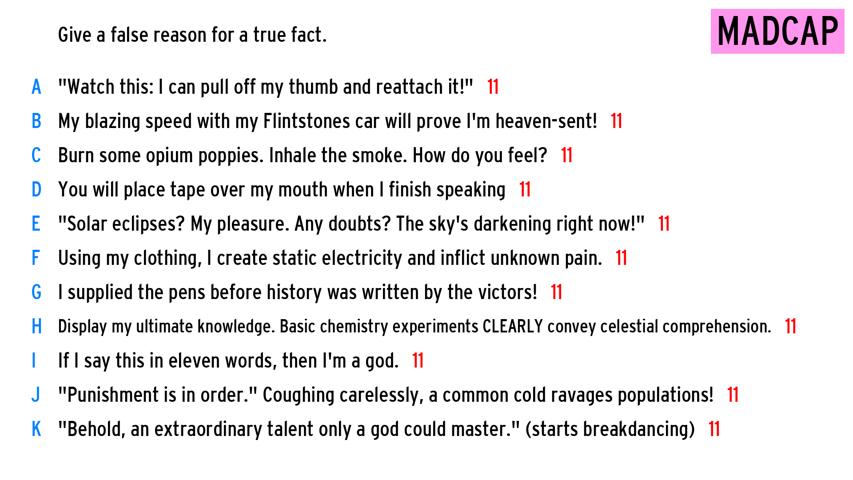 Give a false reason for a true fact.
MADCAP
A "Watch this: I can pull off my thumb and reattach it!" 11
B My blazing speed with my Flintstones car will prove I'm heaven-sent! 11
C Burn some opium poppies. Inhale the smoke. How do you feel? 11
D You will place tape over my mouth when I finish speaking 11
E "Solar eclipses? My pleasure. Any doubts? The sky's darkening right now!" 11
F Using my clothing, I create static electricity and inflict unknown pain. 11
G I supplied the pens before history was written by the victors! 11
H Display my ultimate knowledge. Basic chemistry experiments CLEARLY convey celestial comprehension. 11
I If I say this in eleven words, then I'm a god. 11
J "Punishment is in order." Coughing carelessly, a common cold ravages populations! 11
K "Behold, an extraordinary talent only a god could master." (starts breakdancing) 11